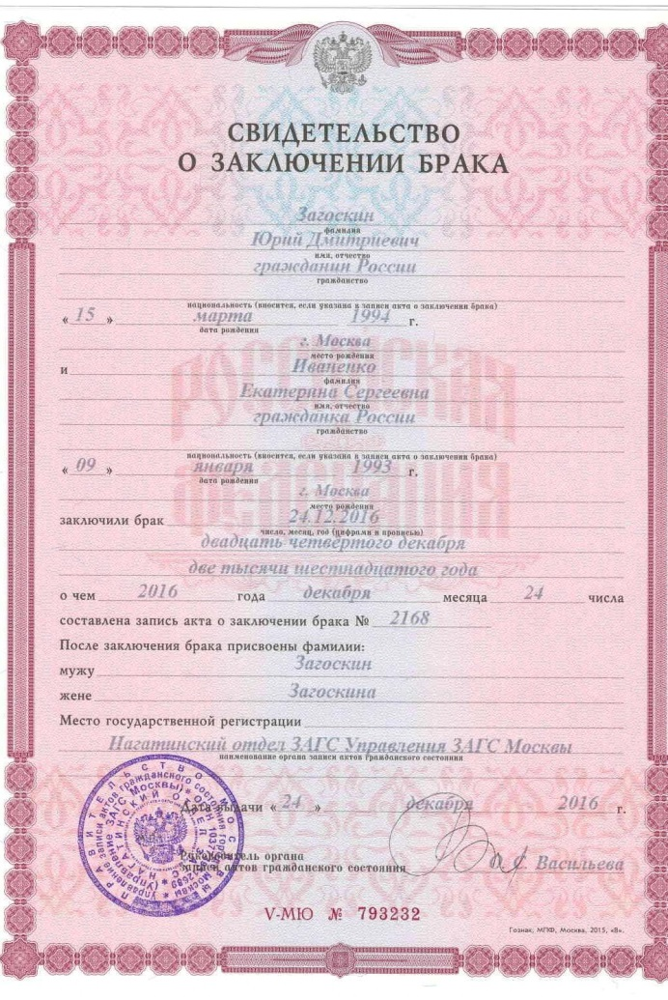 СВИДЕТЕЛЬСТВО
О ЗАКЛЮЧЕНИИ БРАКА
Загоскин
фамилия
Юрий Дмитриевич
имя, отчество
гражданин России
гражданство
национальность (вносится, если указана в записи акта о заключении брака)
« 15 » марта 1994 г.
дата рождения
г. Москва
место рождения
и Иваненко
фамилия
Екатерина Сергеевна
имя, отчество
гражданка России
гражданство
национальность (вносится, если указана в записи акта о заключении брака)
« 09 » января 1993 г.
дата рождения
г. Москва
место рождения
заключили брак 24.12.2016
число, месяц, год (цифрами и прописью)
двадцать четвёртого декабря
две тысячи шестнадцатого года
о чем 2016 года декабря месяца 24 числа
составлена запись акта о заключении брака № 2168
После заключения брака присвоены фамилии:
мужу Загоскин
жене Загоскина
Место государственной регистрации
Нагатинский отдел ЗАГС Управления ЗАГС Москвы
наименование органа записи актов гражданского состояния
Дата выдачи « 24 » декабря 2016 г.
Руководитель органа
записи актов гражданского состояния Васильева
V-МЮ № 793232
Гознак, МПФ, Москва, 2015, «В».
РОССИЙСКАЯ
ФЕДЕРАЦИЯ